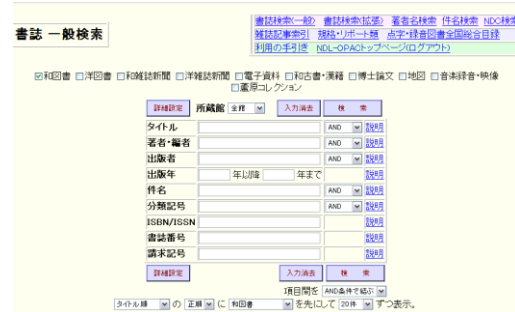 書誌 一般検索
書誌検索(一般) 書誌検索(拡張) 著者名検索 件名検索 NDC検索
雑誌記事索引 規格・リポート類 点字・録音図書全国総合目録
利用の手引き NDL-OPACトップページ(ログアウト)
和図書 洋図書 和雑誌新聞 洋雑誌新聞 電子資料 和古書・漢籍 博士論文 地図 音楽録音・映像
蘆原コレクション
詳細設定 所蔵館 全館 入力消去 検 索
タイトル AND 説明
著者・編者 AND 説明
出版者 AND 説明
出版年 年以降 年まで 説明
件名 AND 説明
分類記号 AND 説明
ISBN/ISSN 説明
書誌番号 説明
請求記号 説明
詳細設定 入力消去 検 索
項目間を AND条件で結ぶ
タイトル順 の 正順 に 和図書 を先にして 20件 ずつ表示。